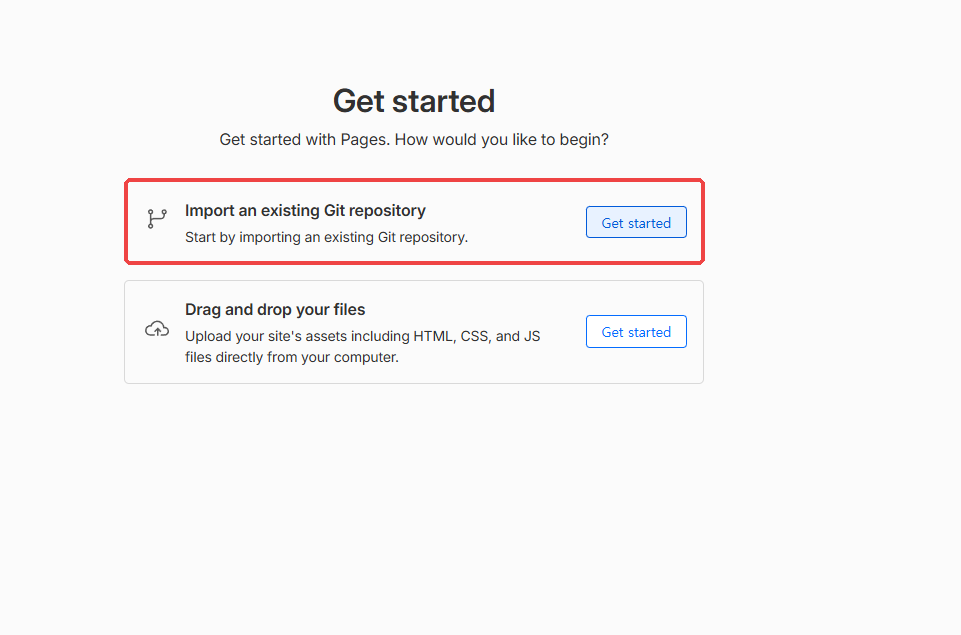 Get started
Get started with Pages. How would you like to begin?
Import an existing Git repository
Start by importing an existing Git repository.
Get started
Drag and drop your files
Upload your site's assets including HTML, CSS, and JS
files directly from your computer.
Get started